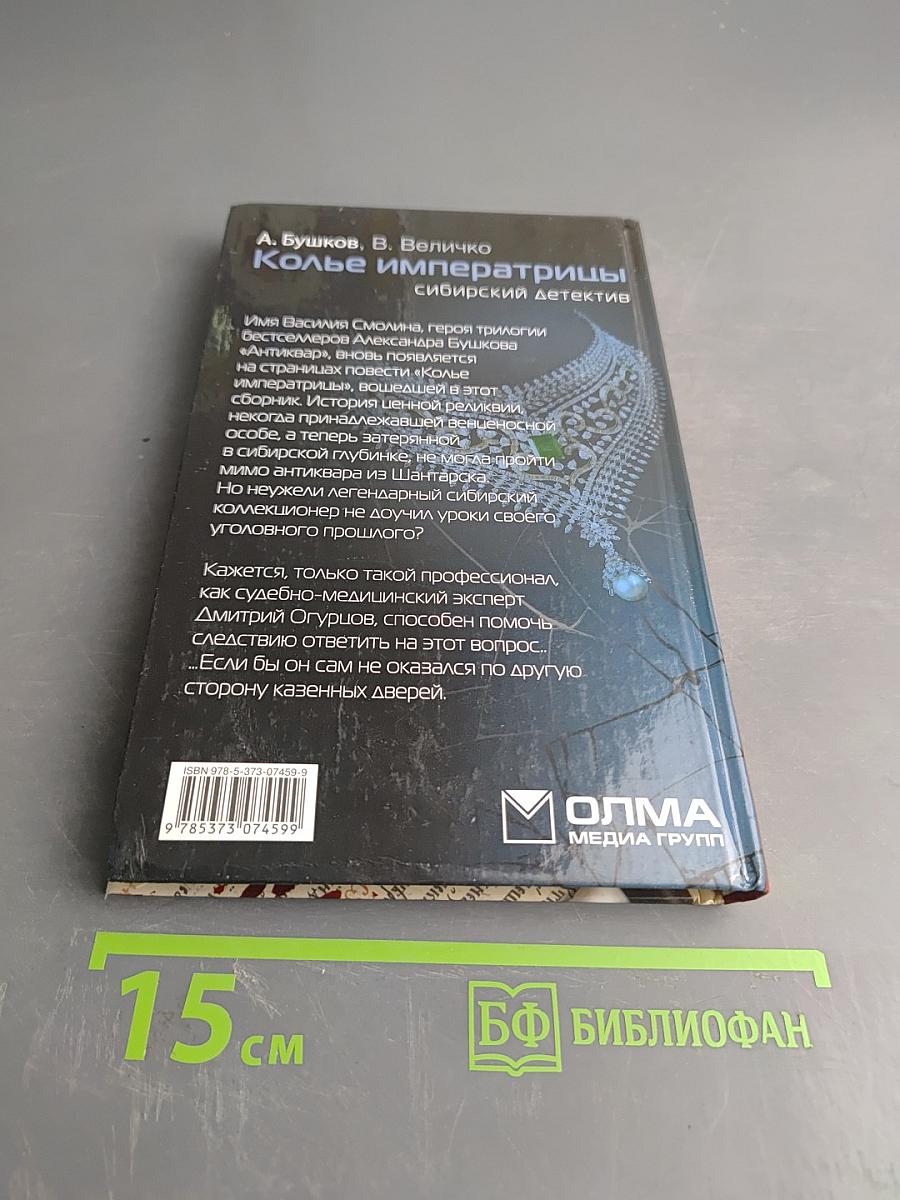 А. Бушков, В. Величко
Колье императрицы
сибирский детектив
Имя Василия Смолина, героя трилогии
бестселлеров Александра Бушкова
«Антиквар», вновь появляется
на страницах повести «Колье
императрицы», вошедшей в этот
сборник. История ценной реликвии,
некогда принадлежавшей венценосной
особе, а теперь затерянной
в сибирской глубинке, не могла пройти
мимо антиквара из Шантарска.
Но неужели легендарный сибирский
коллекционер не доучил уроки своего
уголовного прошлого?
Кажется, только такой профессионал,
как судебно-медицинский эксперт
Дмитрий Огурцов, способен помочь
следствию ответить на этот вопрос..
...Если бы он сам не оказался по другую
сторону казенных дверей.
ISBN 978-5-373-07459-9
9 785373 074599
ОЛМА
МЕДИА ГРУПП
15 см
БФ БИБЛИОФАН